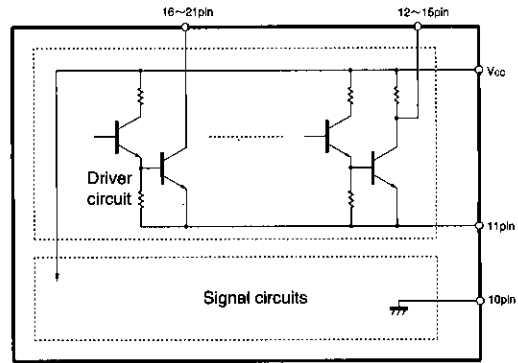 16~21pin
12~15pin
Vcc
Driver
circuit
11pin
Signal circuits
10pin